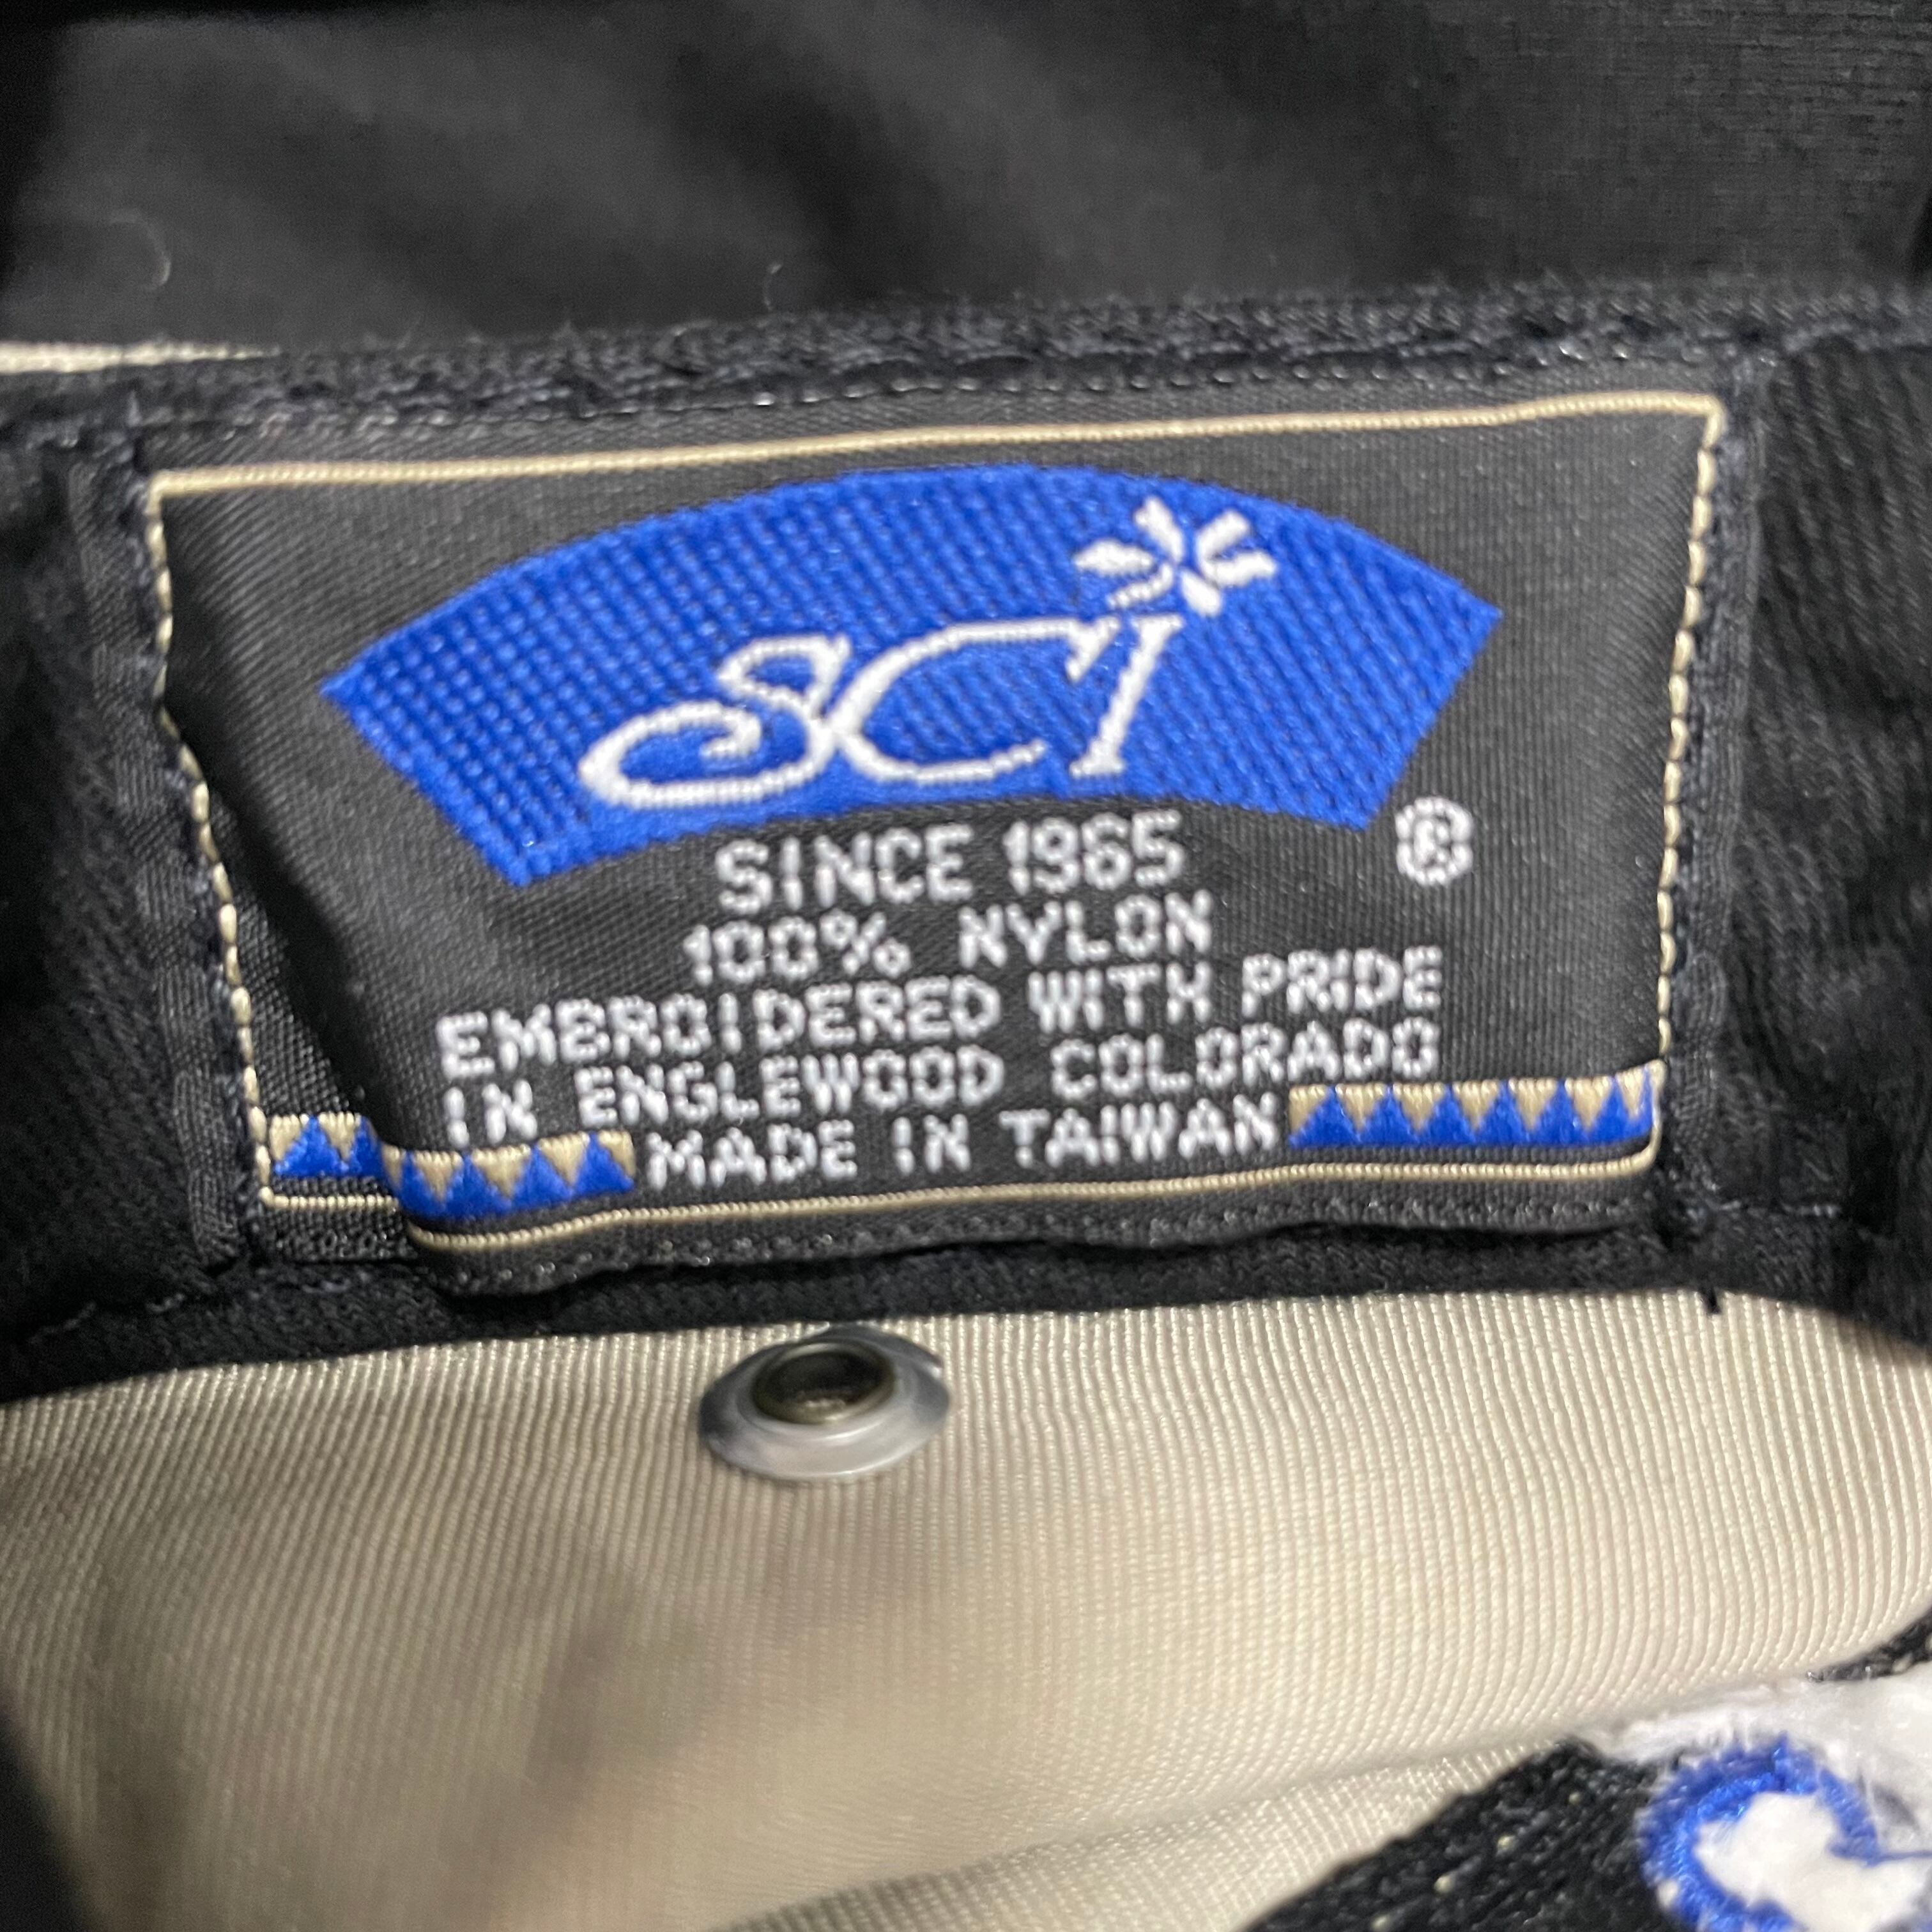 SCI
®
SINCE 1965
100% NYLON
EMBROIDERED WITH PRIDE
IN ENGLEWOOD COLORADO
MADE IN TAIWAN